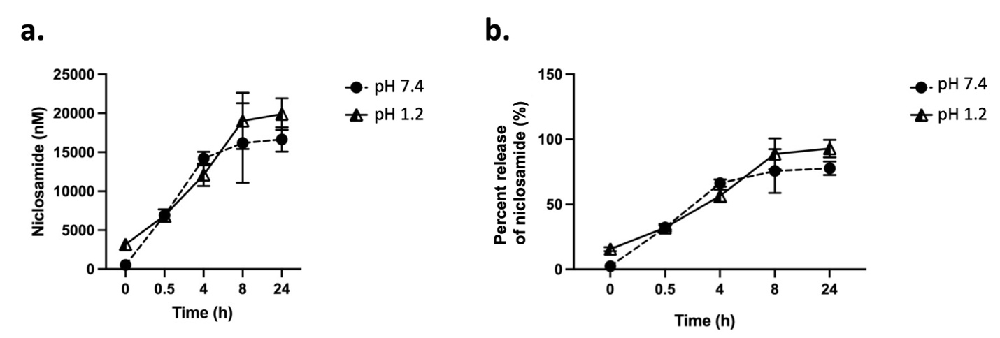 a.
25000
20000
15000
10000
5000
0
Niclosamide (nM)
0 0.5 4 8 24
Time (h)
pH 7.4
pH 1.2
b.
150
100
50
0
Percent release
of niclosamide (%)
0 0.5 4 8 24
Time (h)
pH 7.4
pH 1.2